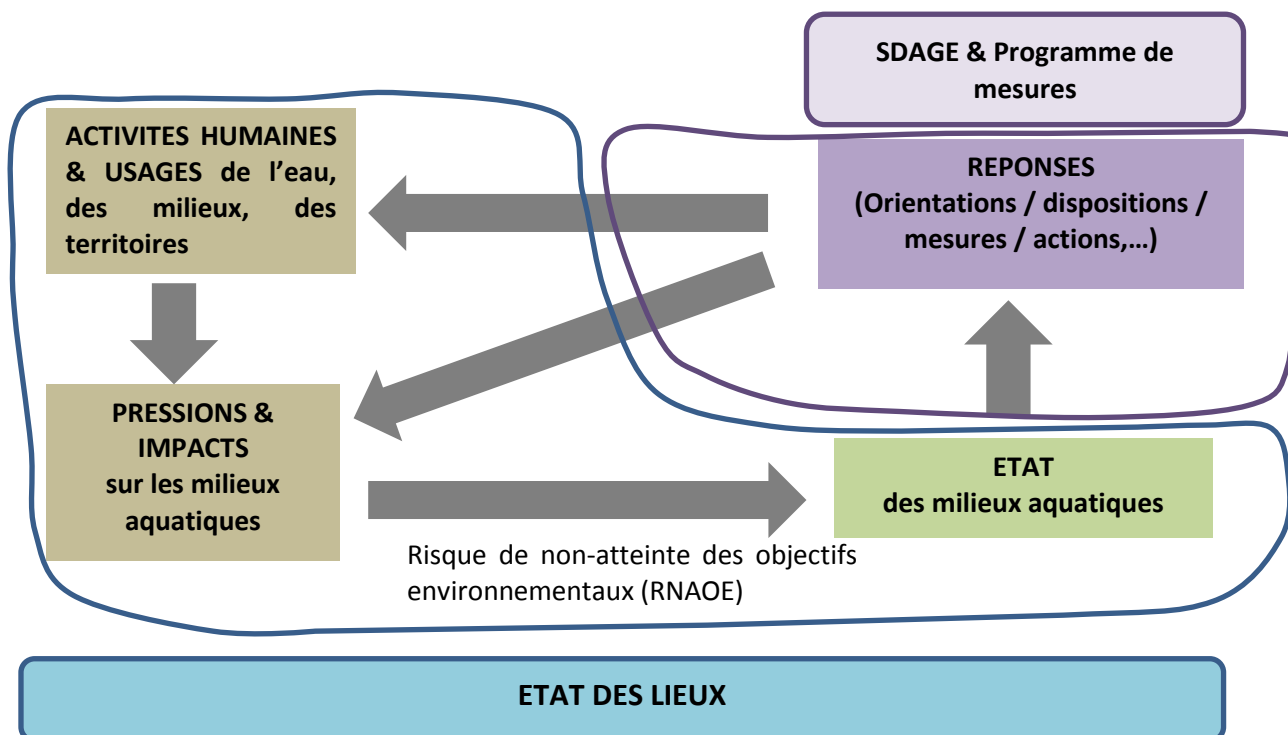 SDAGE & Programme de
mesures
ACTIVITES HUMAINES
& USAGES de l’eau,
des milieux, des
territoires
REPONSES
(Orientations / dispositions /
mesures / actions,…)
PRESSIONS &
IMPACTS
sur les milieux
aquatiques
ETAT
des milieux aquatiques
Risque de non-atteinte des objectifs
environnementaux (RNAOE)
ETAT DES LIEUX